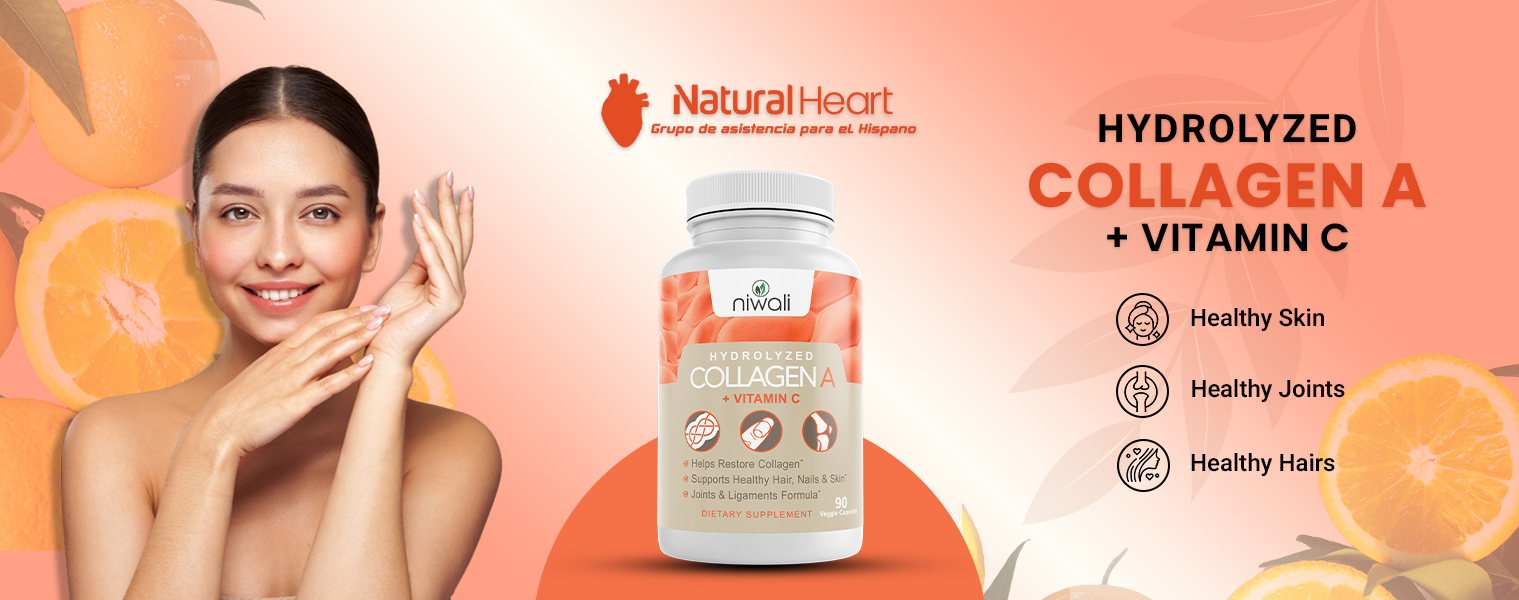 Natural Heart
Grupo de asistencia para el Hispano
niwali
HYDROLYZED
COLLAGEN A
+ VITAMIN C
Helps Restore Collagen*
Supports Healthy Hair, Nails & Skin*
Joints & Ligaments Formula*
DIETARY SUPPLEMENT
90
Veggie Capsules
HYDROLYZED
COLLAGEN A
+ VITAMIN C
Healthy Skin
Healthy Joints
Healthy Hairs